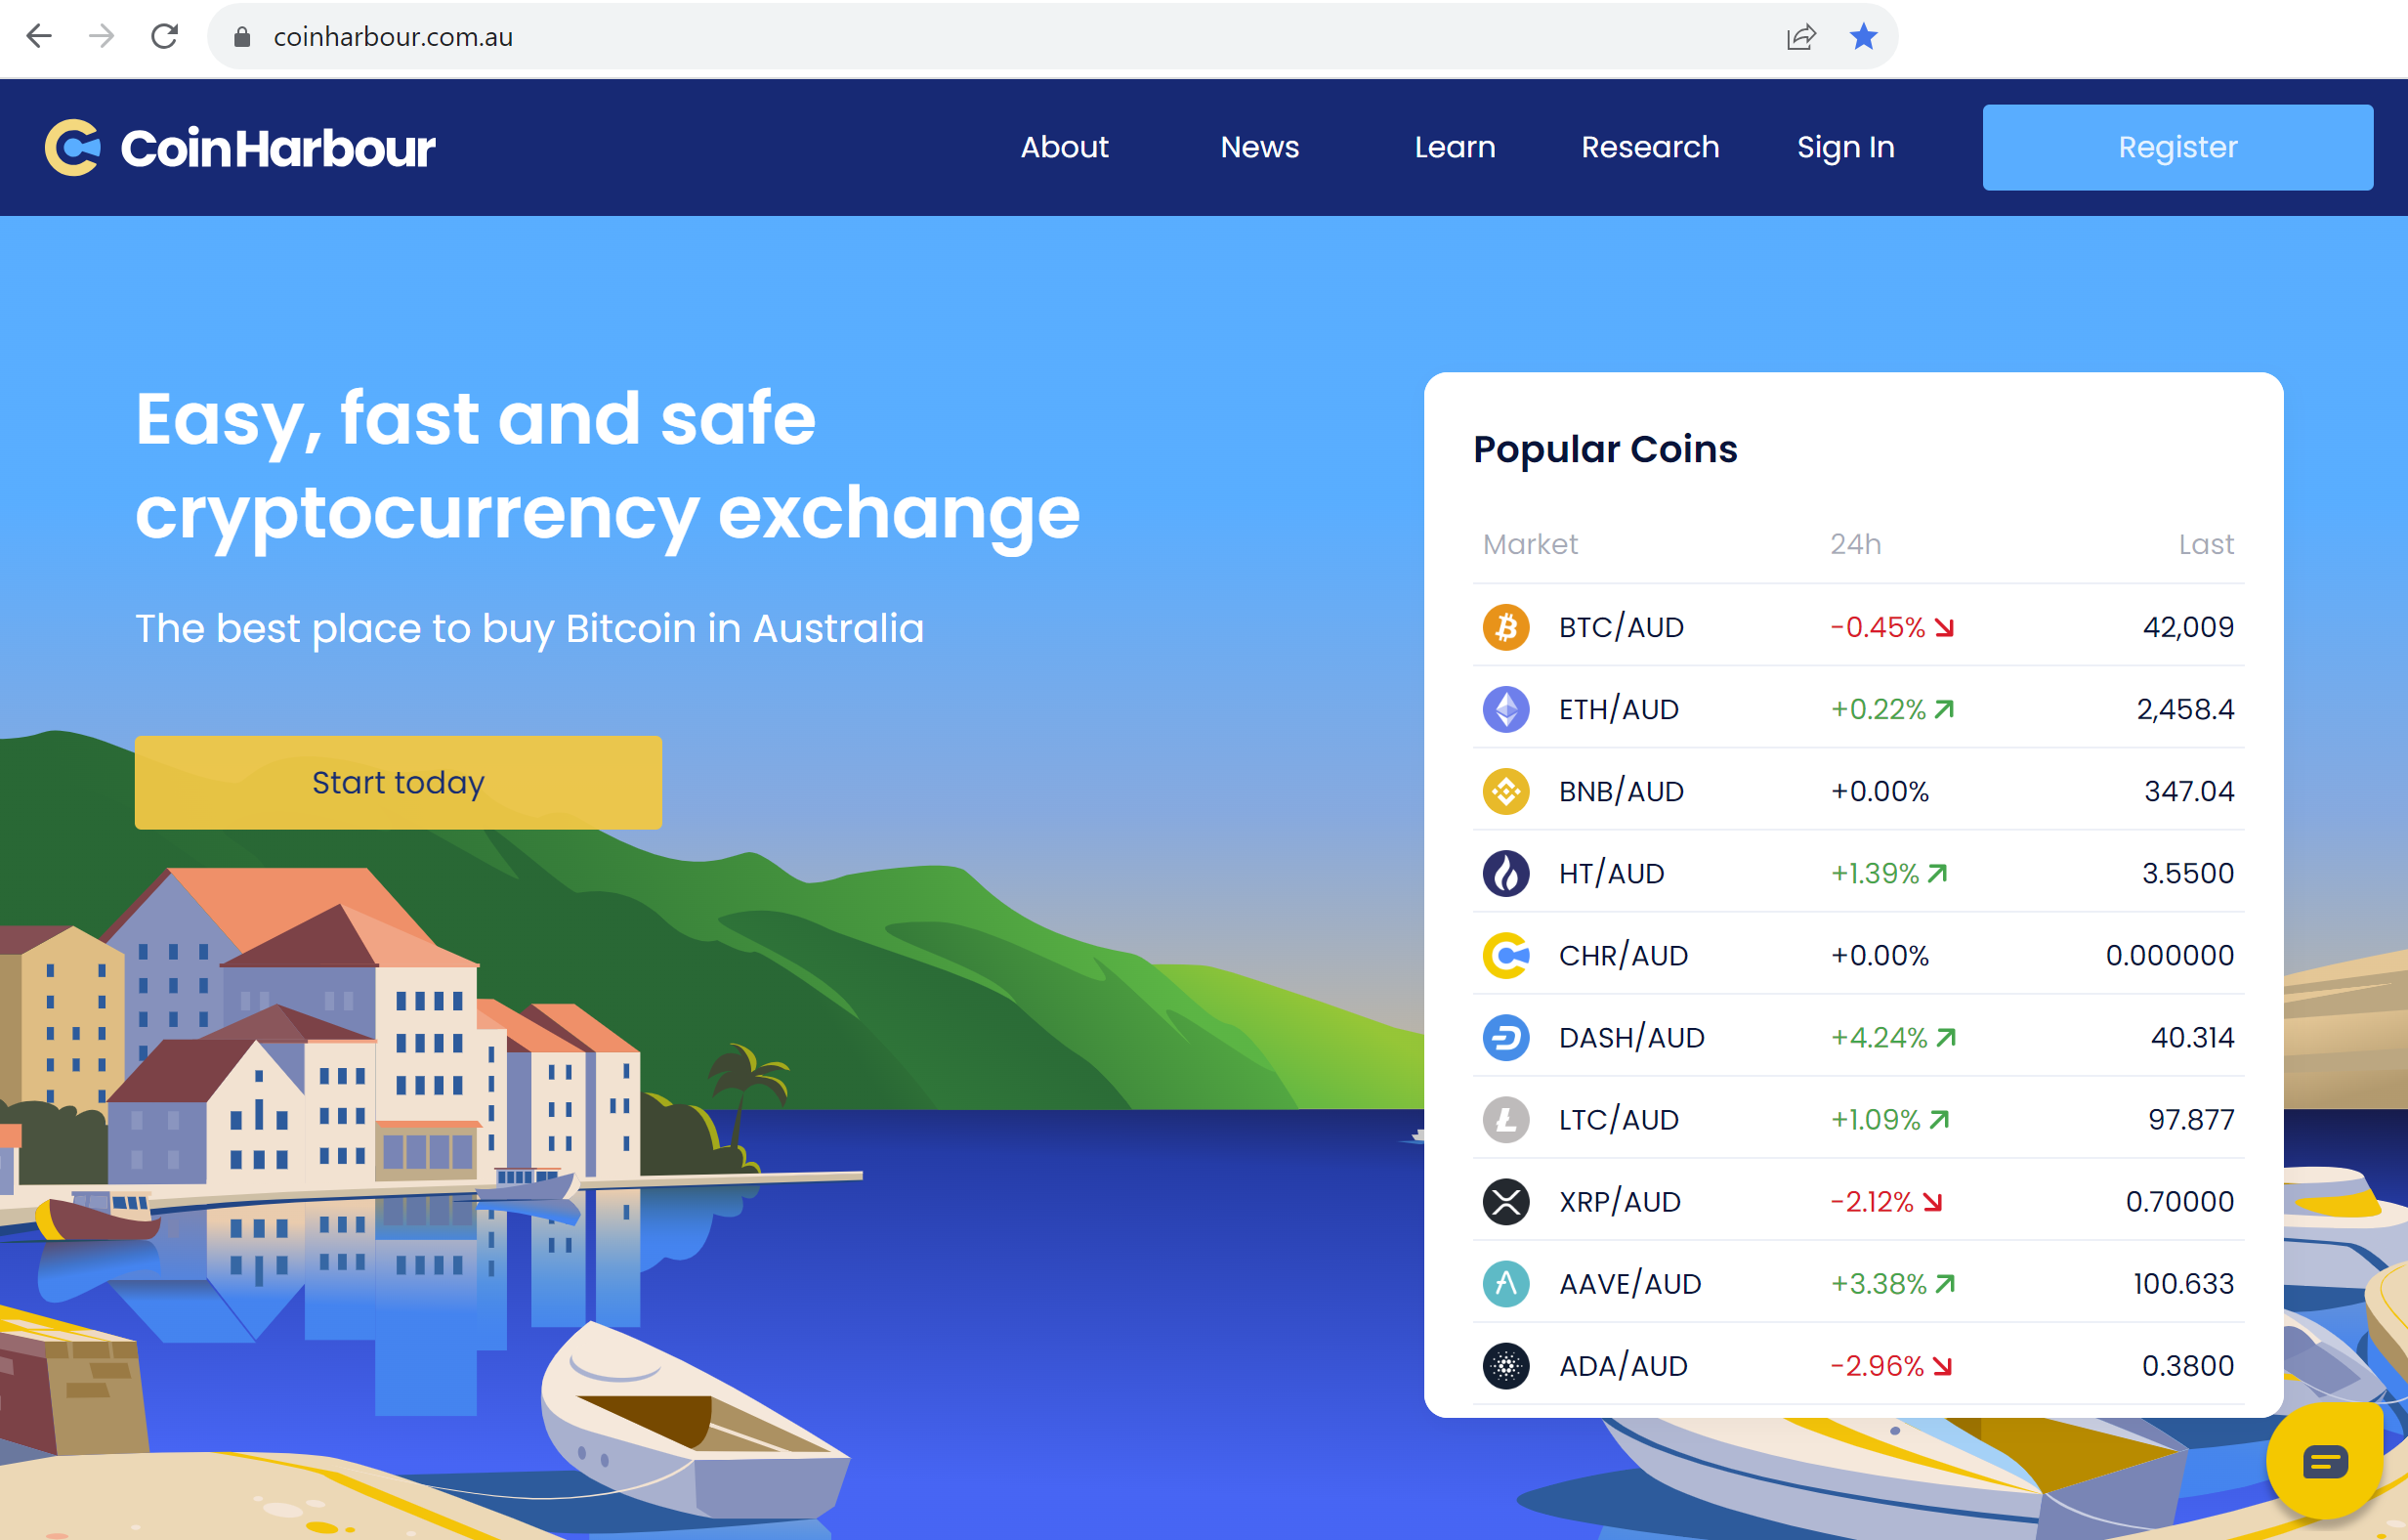 coinharbour.com.au
CoinHarbour
About News Learn Research Sign In Register
Easy, fast and safe
cryptocurrency exchange
The best place to buy Bitcoin in Australia
Start today
Popular Coins
Market 24h Last
BTC/AUD -0.45% 42,009
ETH/AUD +0.22% 2,458.4
BNB/AUD +0.00% 347.04
HT/AUD +1.39% 3.5500
CHR/AUD +0.00% 0.000000
DASH/AUD +4.24% 40.314
LTC/AUD +1.09% 97.877
XRP/AUD -2.12% 0.70000
AAVE/AUD +3.38% 100.633
ADA/AUD -2.96% 0.3800